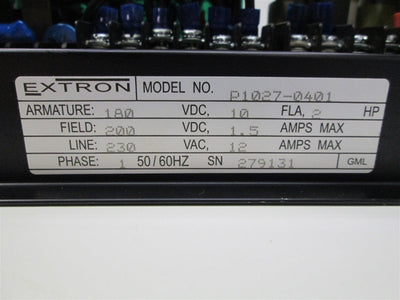 EXTRON MODEL NO. P1027-0401
ARMATURE: 180 VDC, 10 FLA, 2 HP
FIELD: 200 VDC, 1.5 AMPS MAX
LINE: 230 VAC, 12 AMPS MAX
PHASE: 1 50/60HZ SN 279131 GML